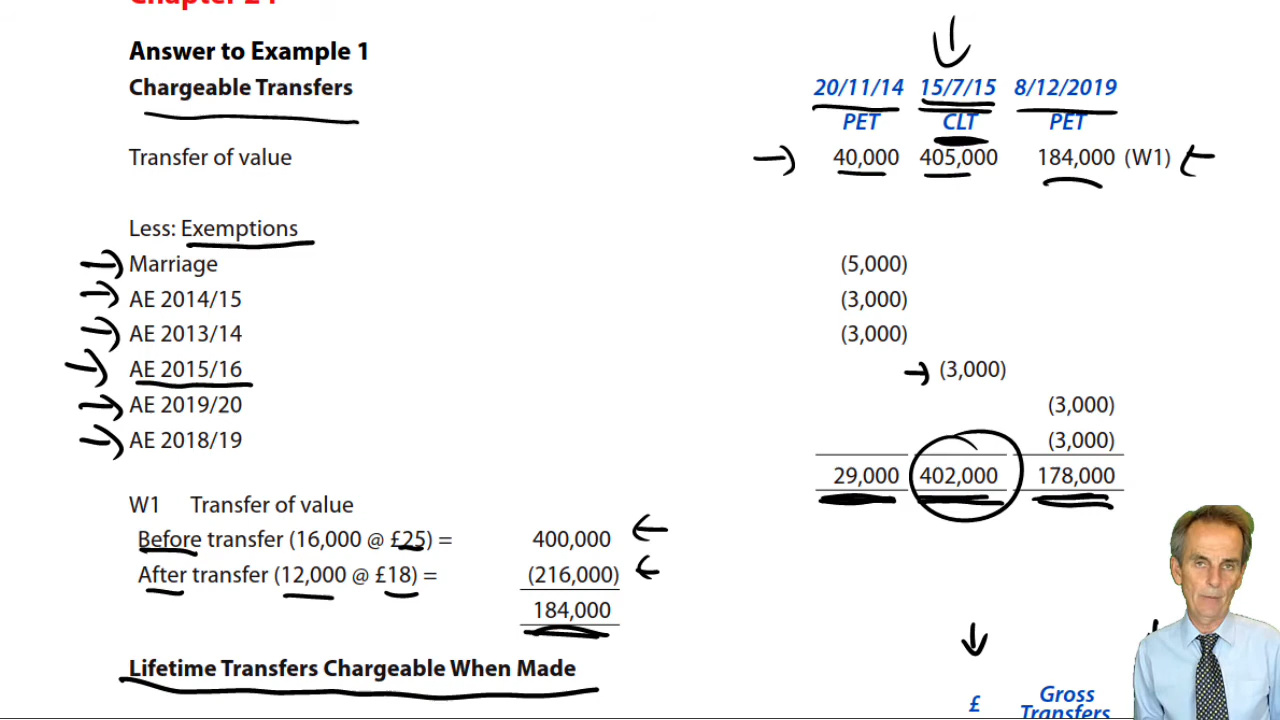 Answer to Example 1
Chargeable Transfers 20/11/14 15/7/15 8/12/2019
PET CLT PET
Transfer of value 40,000 405,000 184,000 (W1)
Less: Exemptions
Marriage (5,000)
AE 2014/15 (3,000)
AE 2013/14 (3,000)
AE 2015/16 (3,000)
AE 2019/20 (3,000)
AE 2018/19 (3,000)
29,000 402,000 178,000
W1 Transfer of value
Before transfer (16,000 @ £25) = 400,000
After transfer (12,000 @ £18) = (216,000)
184,000
Lifetime Transfers Chargeable When Made
£ Gross
Transfers